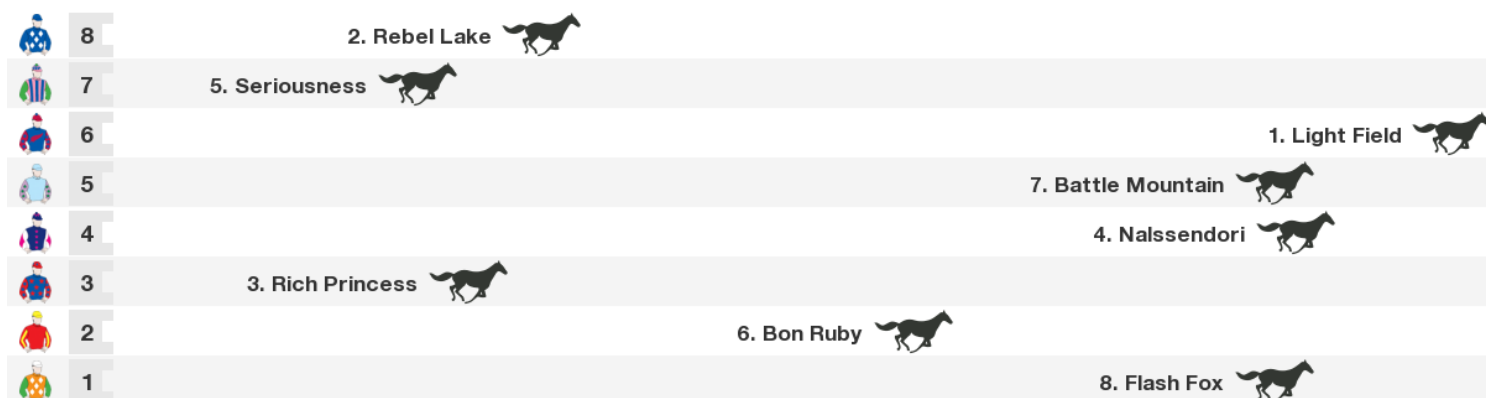 8 2. Rebel Lake
7 5. Seriousness
6 1. Light Field
5 7. Battle Mountain
4 4. Nalssendori
3 3. Rich Princess
2 6. Bon Ruby
1 8. Flash Fox